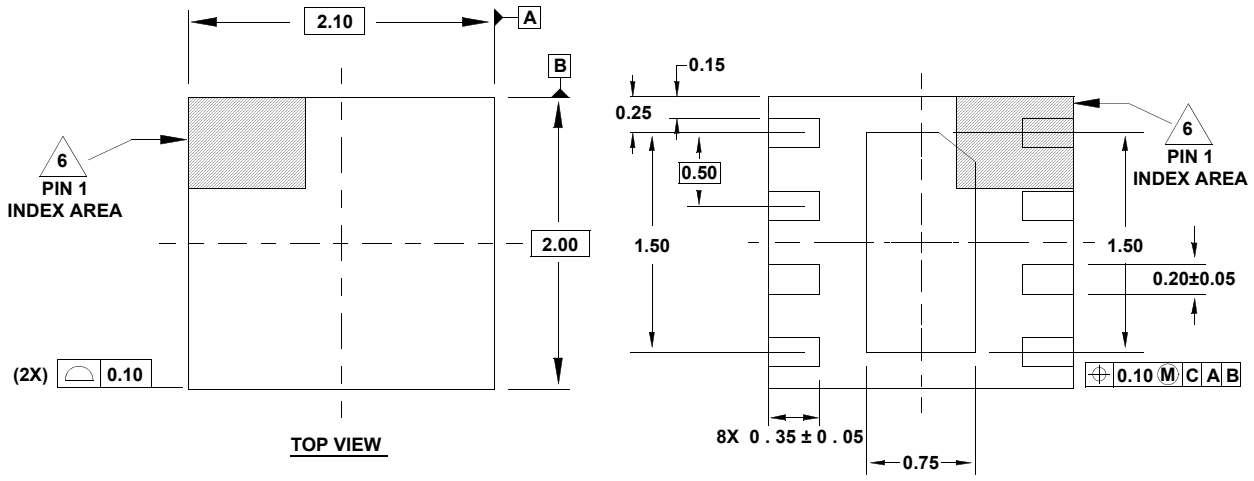 2.10
A
B
6
PIN 1
INDEX AREA
2.00
(2X) 0.10
TOP VIEW
0.15
0.25
0.50
1.50
6
PIN 1
INDEX AREA
1.50
0.20±0.05
0.10 M C A B
8X 0.35±0.05
0.75